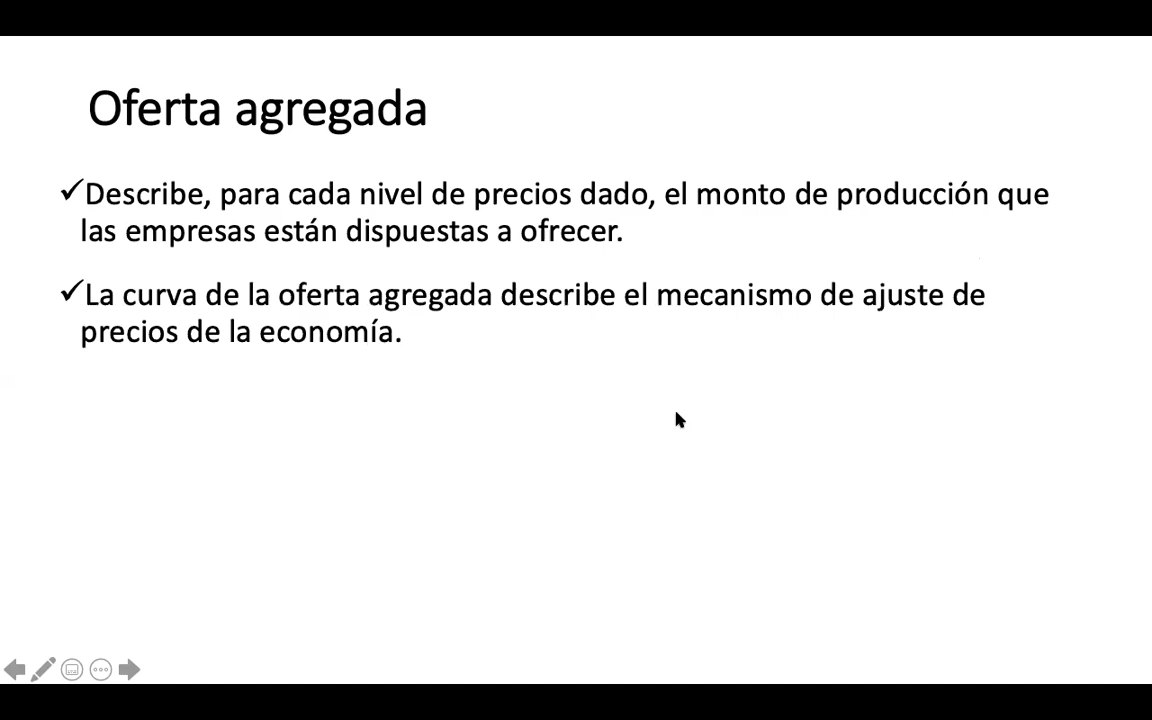 Oferta agregada
✓Describe, para cada nivel de precios dado, el monto de producción que
las empresas están dispuestas a ofrecer.
✓La curva de la oferta agregada describe el mecanismo de ajuste de
precios de la economía.